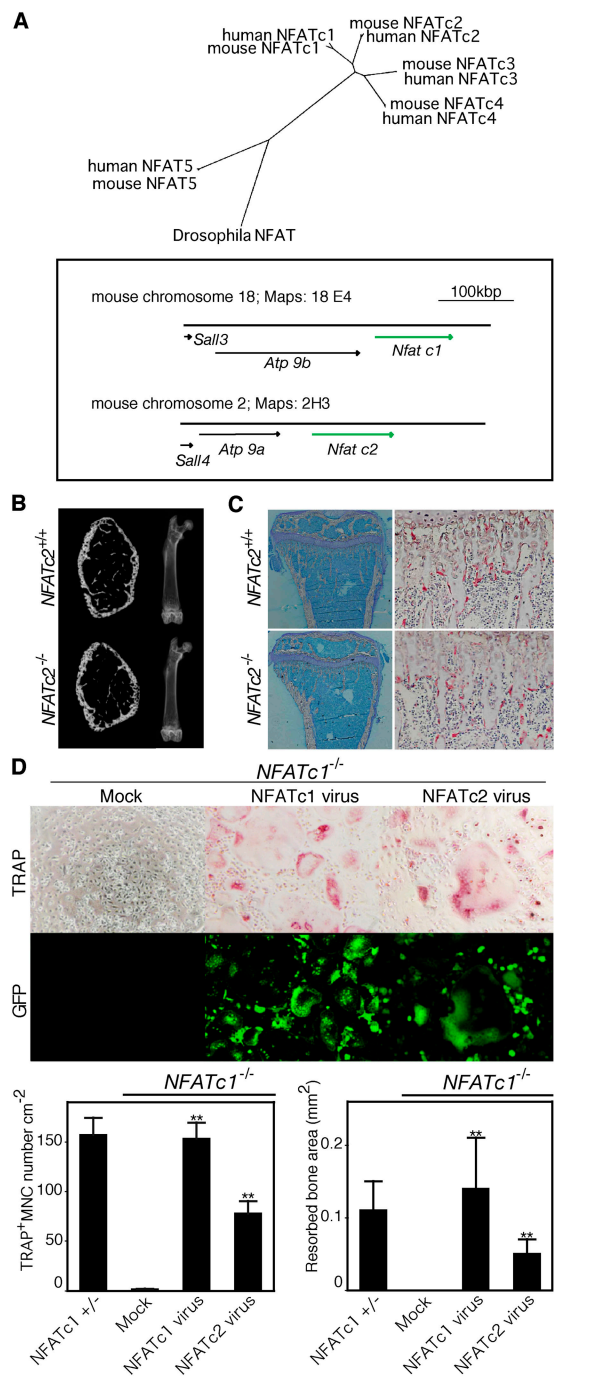 A
human NFATc1
mouse NFATc1
mouse NFATc2
human NFATc2
mouse NFATc3
human NFATc3
mouse NFATc4
human NFATc4
human NFAT5
mouse NFAT5
Drosophila NFAT
mouse chromosome 18; Maps: 18 E4
100kbp
Sall3
Atp 9b
Nfat c1
mouse chromosome 2; Maps: 2H3
Sall4
Atp 9a
Nfat c2
B
NFATc2+/+
NFATc2-/-
C
NFATc2+/+
NFATc2-/-
D
NFATc1-/-
Mock
NFATc1 virus
NFATc2 virus
TRAP
GFP
NFATc1-/-
TRAP+MNC number cm-2
150
100
50
0
**
**
NFATc1 +/-
Mock
NFATc1 virus
NFATc2 virus
NFATc1-/-
Resorbed bone area (mm2)
0.2
0.1
0
**
**
NFATc1 +/-
Mock
NFATc1 virus
NFATc2 virus